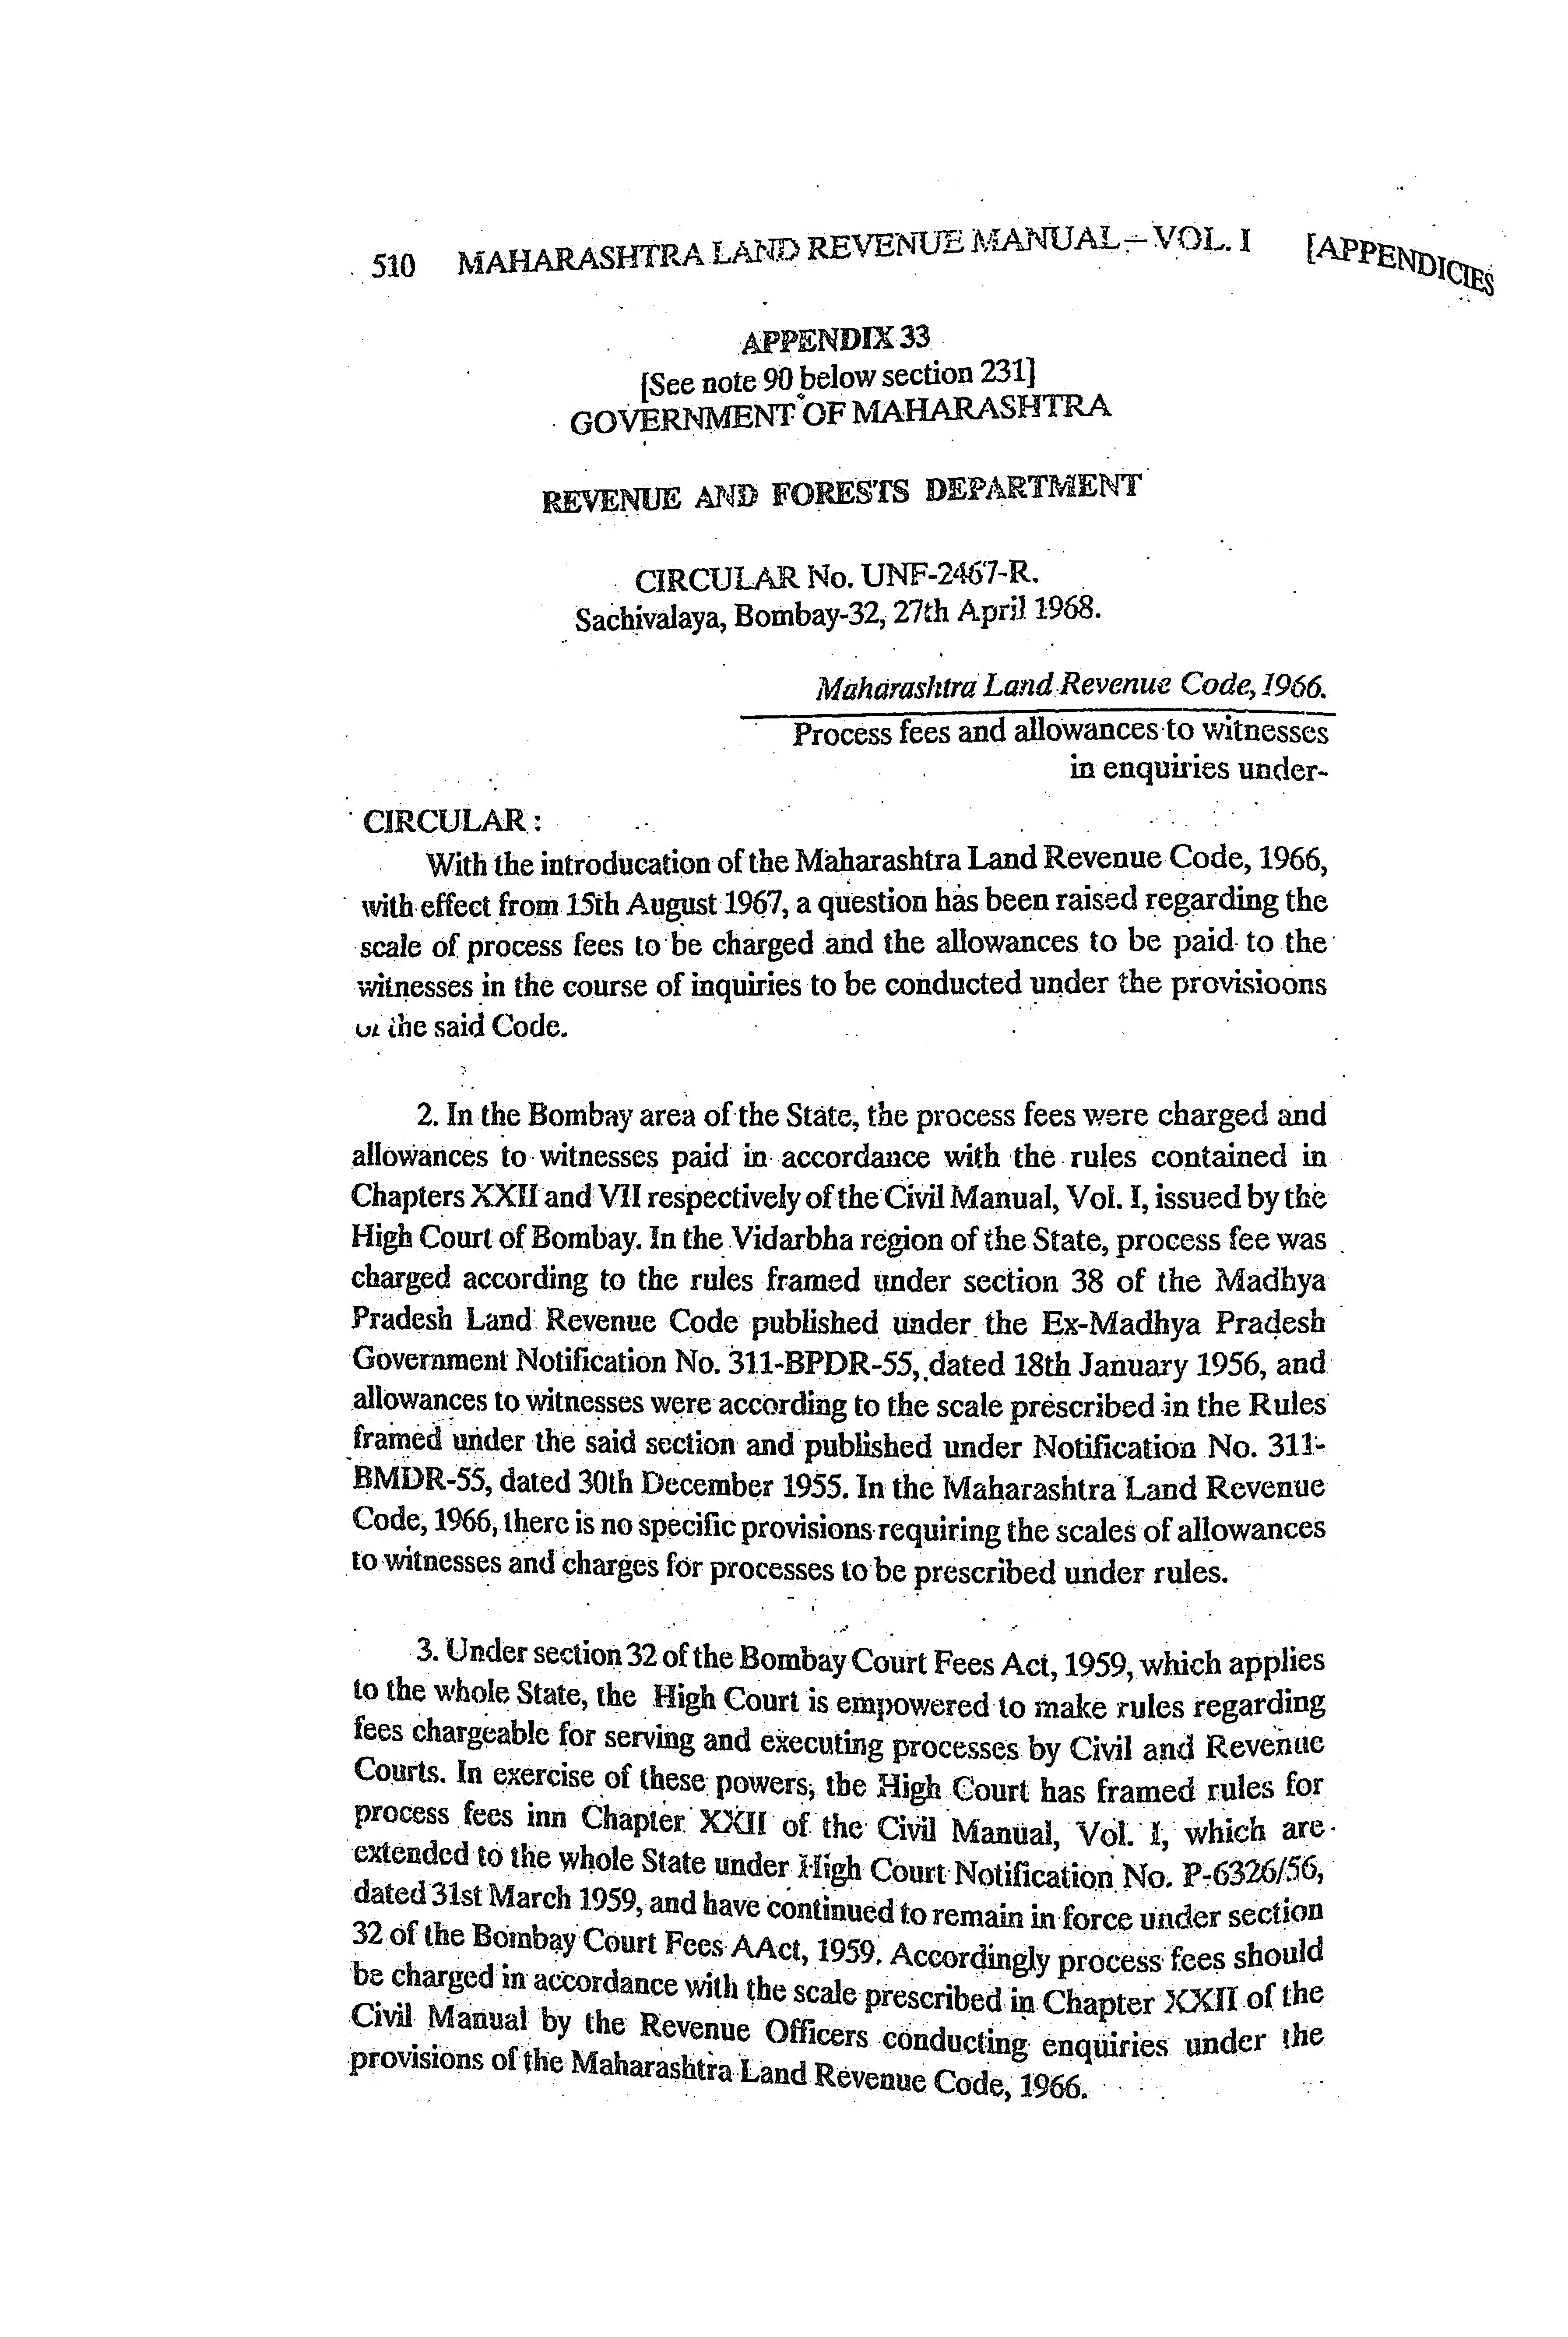 510 MAHARASHTRA LAND REVENUE MANUAL – VOL. I [APPENDICIES
APPENDIX 33
[See note 90 below section 231]
GOVERNMENT OF MAHARASHTRA
REVENUE AND FORESTS DEPARTMENT
CIRCULAR No. UNF-2467-R.
Sachivalaya, Bombay-32, 27th April 1968.
Maharashtra Land Revenue Code, 1966.
Process fees and allowances to witnesses
in enquiries under-
CIRCULAR :
With the introducation of the Maharashtra Land Revenue Code, 1966,
with effect from 15th August 1967, a question has been raised regarding the
scale of process fees to be charged and the allowances to be paid to the
witnesses in the course of inquiries to be conducted under the provisioons
of the said Code.
2. In the Bombay area of the State, the process fees were charged and
allowances to witnesses paid in accordance with the rules contained in
Chapters XXII and VII respectively of the Civil Manual, Vol. I, issued by the
High Court of Bombay. In the Vidarbha region of the State, process fee was
charged according to the rules framed under section 38 of the Madhya
Pradesh Land Revenue Code published under the Ex-Madhya Pradesh
Government Notification No. 311-BPDR-55, dated 18th January 1956, and
allowances to witnesses were according to the scale prescribed in the Rules
framed under the said section and published under Notification No. 311-
BMDR-55, dated 30th December 1955. In the Maharashtra Land Revenue
Code, 1966, there is no specific provisions requiring the scales of allowances
to witnesses and charges for processes to be prescribed under rules.
3. Under section 32 of the Bombay Court Fees Act, 1959, which applies
to the whole State, the High Court is empowered to make rules regarding
fees chargeable for serving and executing processes by Civil and Revenue
Courts. In exercise of these powers, the High Court has framed rules for
process fees inn Chapter XXII of the Civil Manual, Vol. I, which are
extended to the whole State under High Court Notification No. P-6326/56,
dated 31st March 1959, and have continued to remain in force under section
32 of the Bombay Court Fees AAct, 1959. Accordingly process fees should
be charged in accordance with the scale prescribed in Chapter XXII of the
Civil Manual by the Revenue Officers conducting enquiries under the
provisions of the Maharashtra Land Revenue Code, 1966.